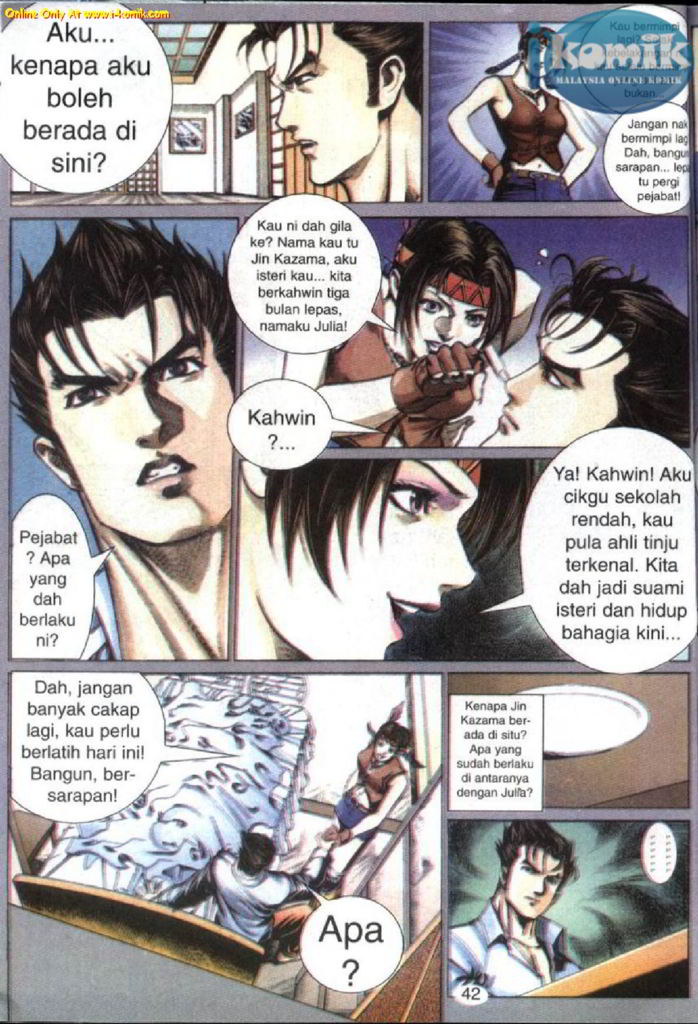 Online Only At www.i-komik.com
Aku...
kenapa aku
boleh
berada di
sini?
Kau bermimpi
lagi?
bukan...
ikomik
MALAYSIA ONLINE KOMIK
Jangan nak
bermimpi lagi
Dah, bangun
sarapan... lepas
tu pergi
pejabat!
Kau ni dah gila
ke? Nama kau tu
Jin Kazama, aku
isteri kau... kita
berkahwin tiga
bulan lepas,
namaku Julia!
Kahwin
?...
Pejabat
? Apa
yang
dah
berlaku
ni?
Ya! Kahwin! Aku
cikgu sekolah
rendah, kau
pula ahli tinju
terkenal. Kita
dah jadi suami
isteri dan hidup
bahagia kini...
Dah, jangan
banyak cakap
lagi, kau perlu
berlatih hari ini!
Bangun, ber-
sarapan!
Apa
?
Kenapa Jin
Kazama ber-
ada di situ?
Apa yang
sudah berlaku
di antaranya
dengan Julia?
42